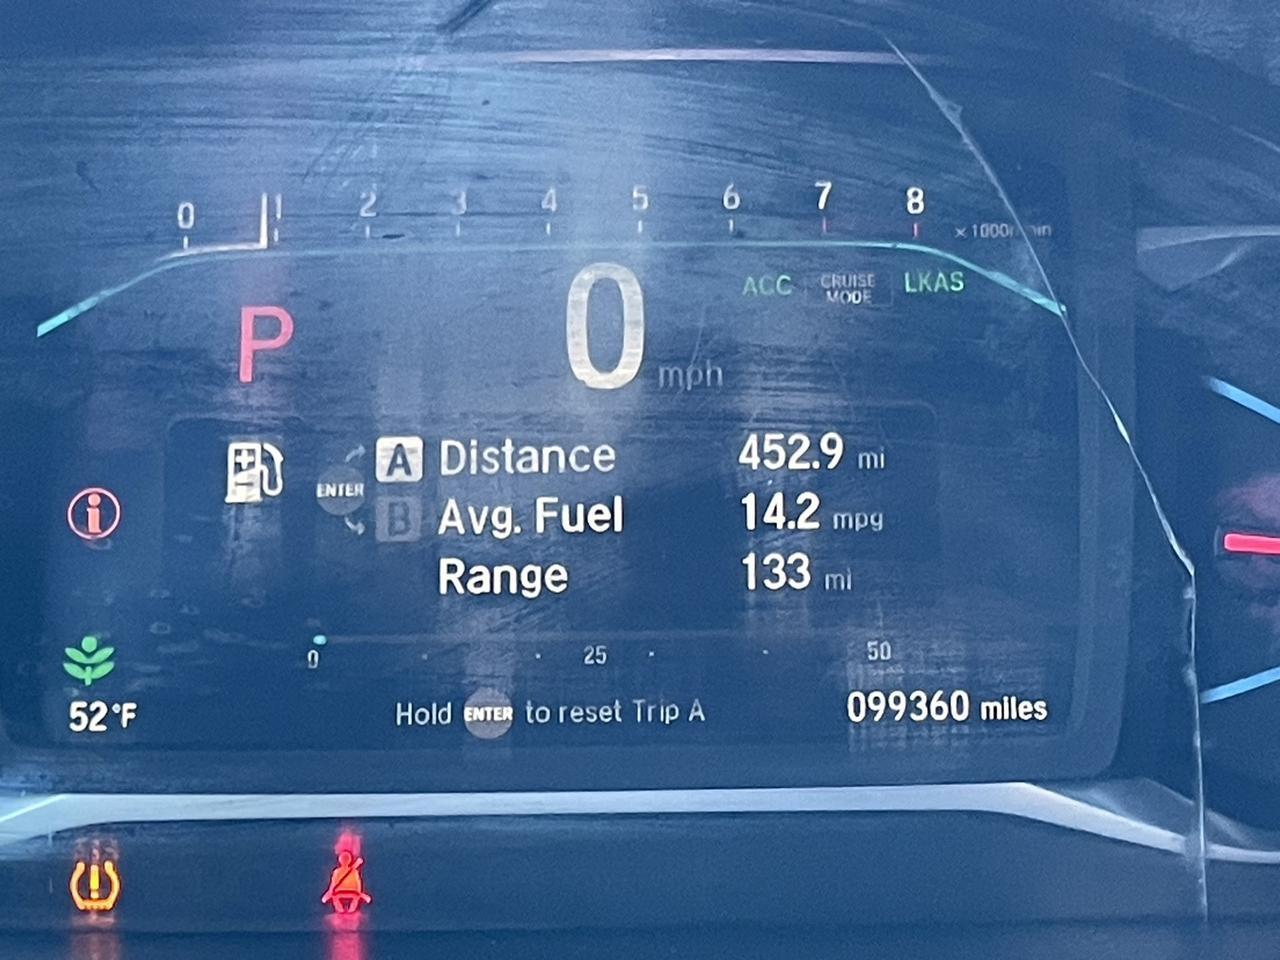 0 1 2 3 4 5 6 7 8 x1000r/min
P 0 mph ACC CRUISE MODE LKAS
A Distance 452.9 mi
ENTER
B Avg. Fuel 14.2 mpg
Range 133 mi
0 25 50
52°F Hold ENTER to reset Trip A 099360 miles